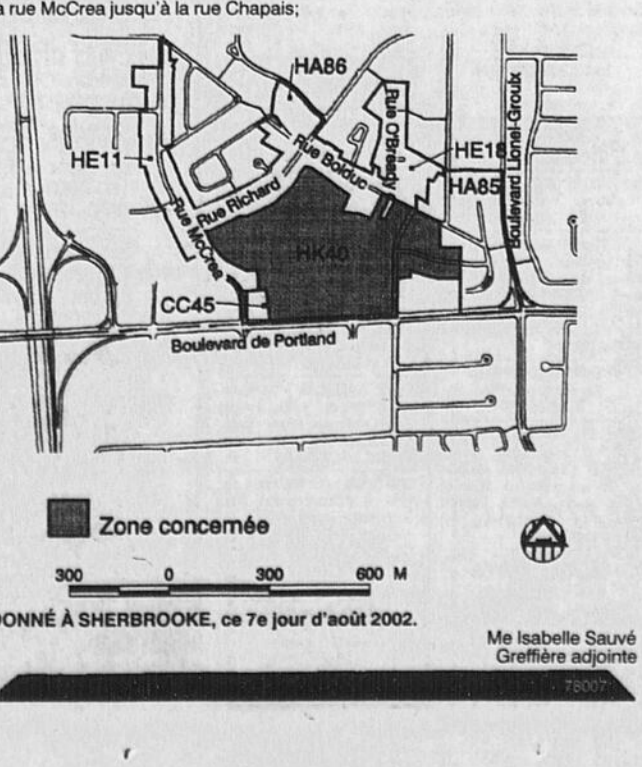 a rue McCrea jusqu'à la rue Chapais;
HA86
HE11
Rue O'Bready
Boulevard Lionel-Groulx
HE18
Rue Bolduc
HA85
Rue Richard
Rue McCrea
HK40
CC45
Boulevard de Portland
Zone concernée
300 0 300 600 M
DONNÉ À SHERBROOKE, ce 7e jour d'août 2002.
Me Isabelle Sauvé
Greffière adjointe
78007